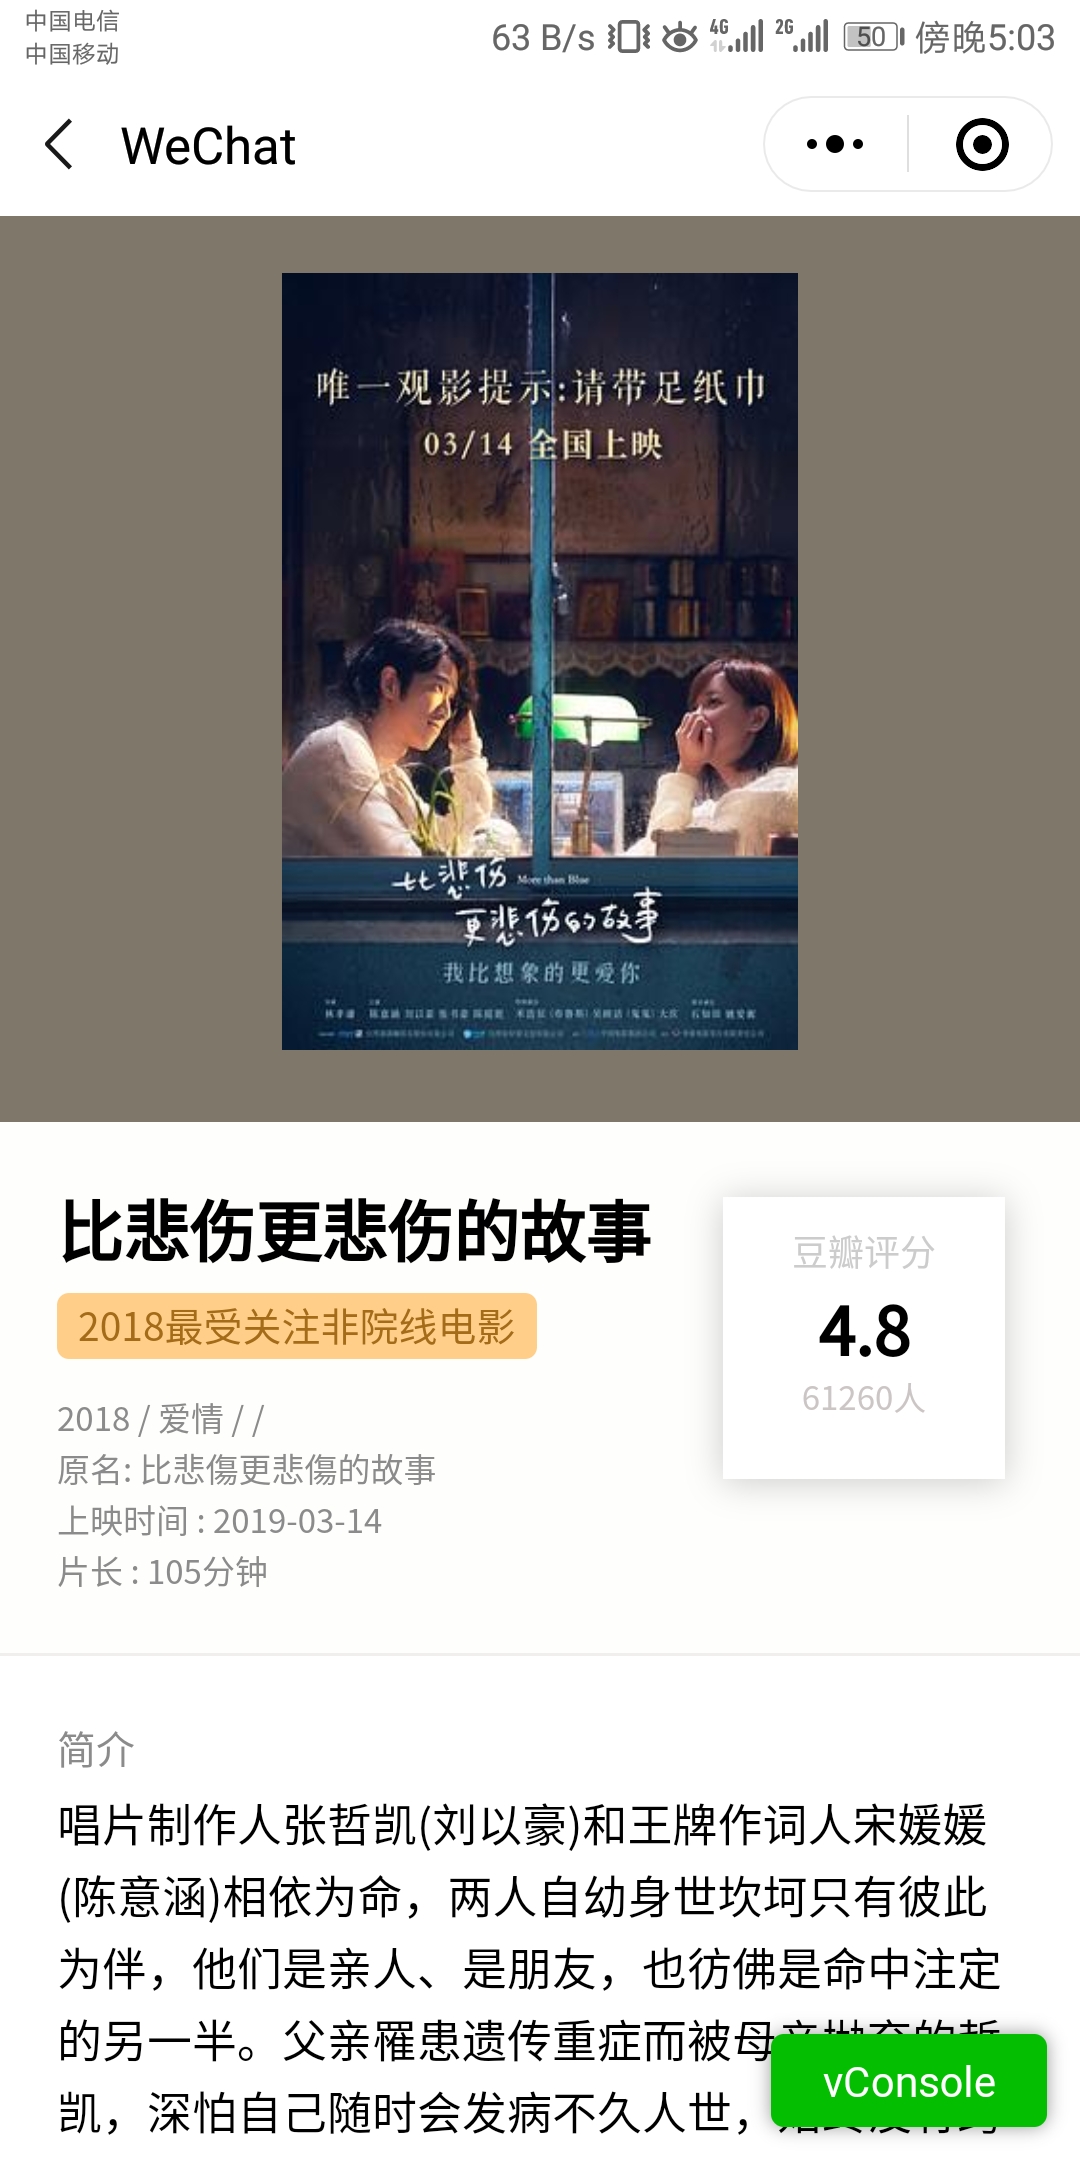 中国电信
中国移动
63 B/s 4G 2G 50 傍晚5:03
WeChat
唯一观影提示:请带足纸巾
03/14 全国上映
比悲伤 More than Blue
更悲伤的故事
我比想象的更爱你
比悲伤更悲伤的故事
2018最受关注非院线电影
2018 / 爱情 / /
原名: 比悲傷更悲傷的故事
上映时间 : 2019-03-14
片长 : 105分钟
豆瓣评分
4.8
61260人
简介
唱片制作人张哲凯(刘以豪)和王牌作词人宋媛媛
(陈意涵)相依为命，两人自幼身世坎坷只有彼此
为伴，他们是亲人、是朋友，也彷佛是命中注定
的另一半。父亲罹患遗传重症而被母亲抛弃的哲
凯，深怕自己随时会发病不久人世，
vConsole